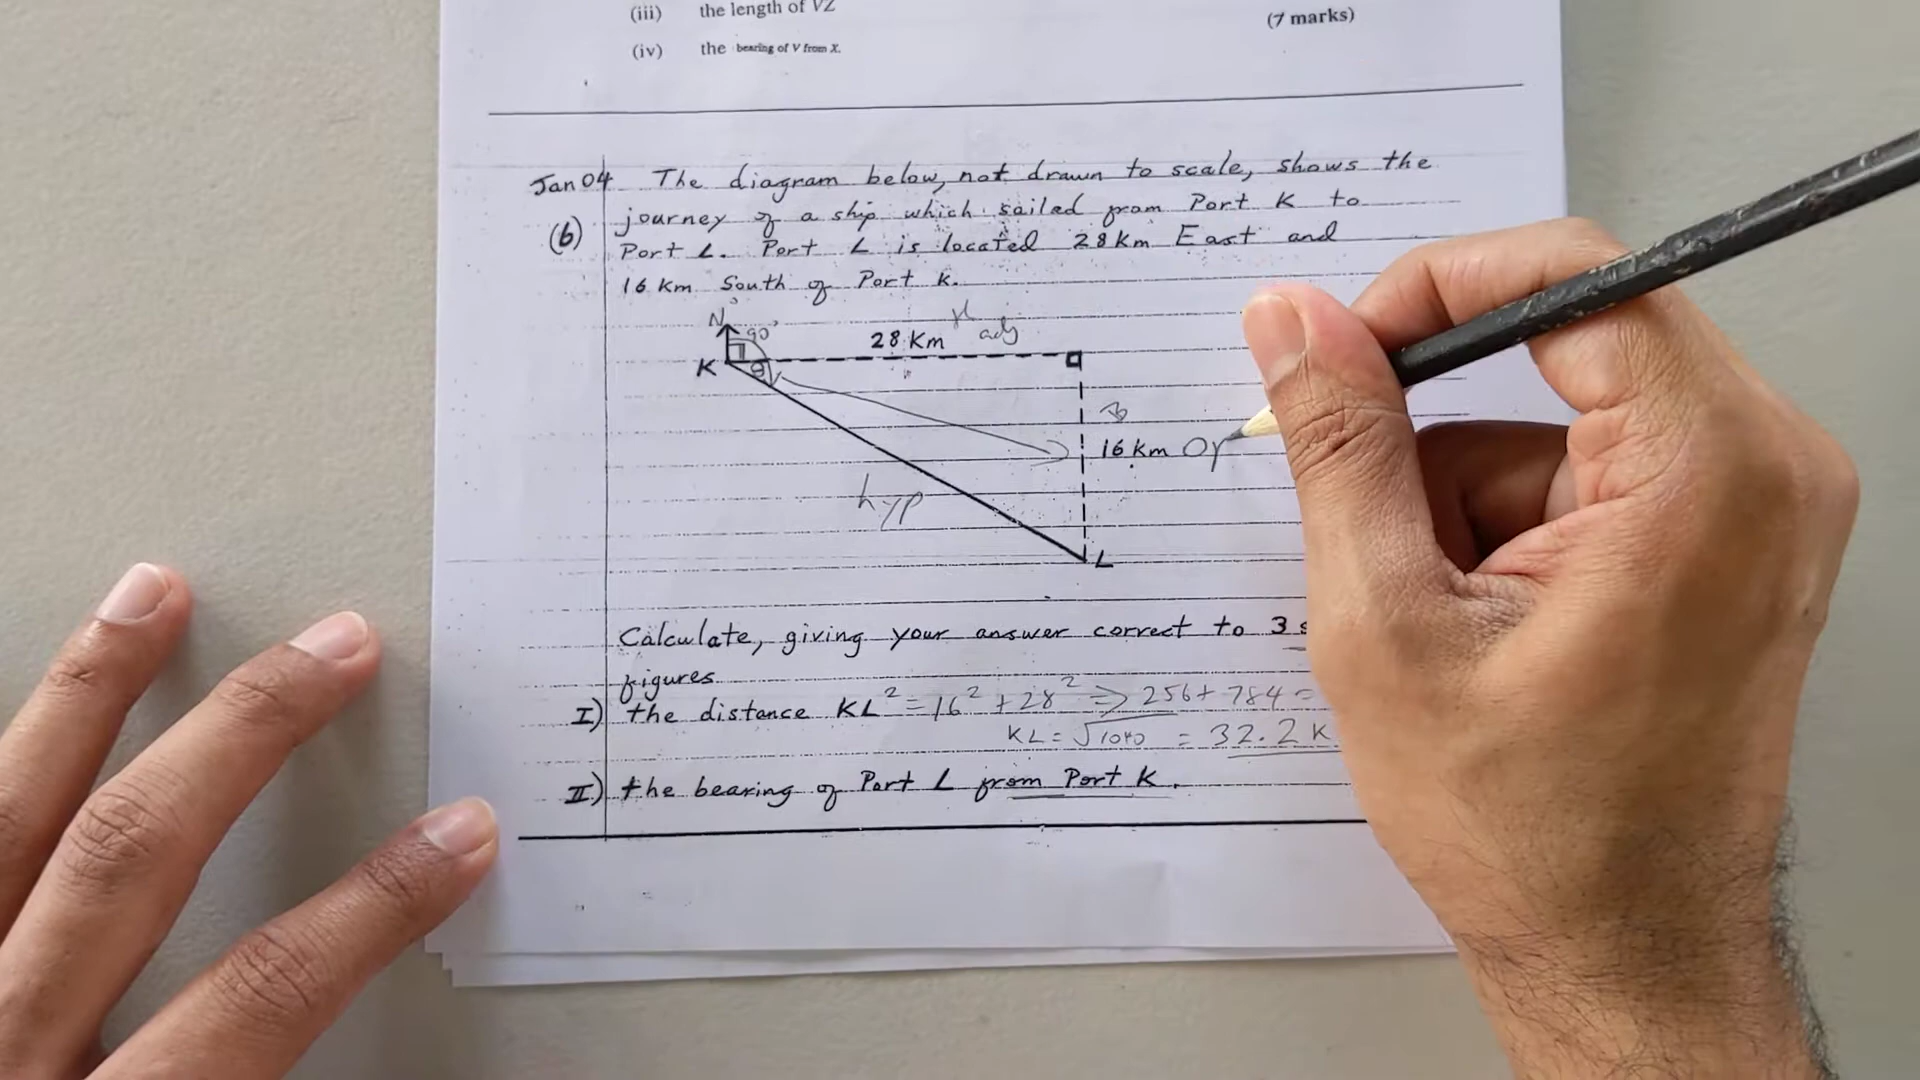 (iii) the length of VZ
(7 marks)
(iv) the bearing of V from X.
Jan 04 The diagram below, not drawn to scale, shows the
(b) journey of a ship which sailed from Port K to
Port L. Port L is located 28 km East and
16 km South of Port K.
N
90°
28 Km adj
K
θ
16 km Op
hyp
L
Calculate, giving your answer correct to 3 s
figures
I) the distance KL² = 16² + 28² => 256 + 784 =
KL = √1040 = 32.2 K
II) the bearing of Port L from Port K.